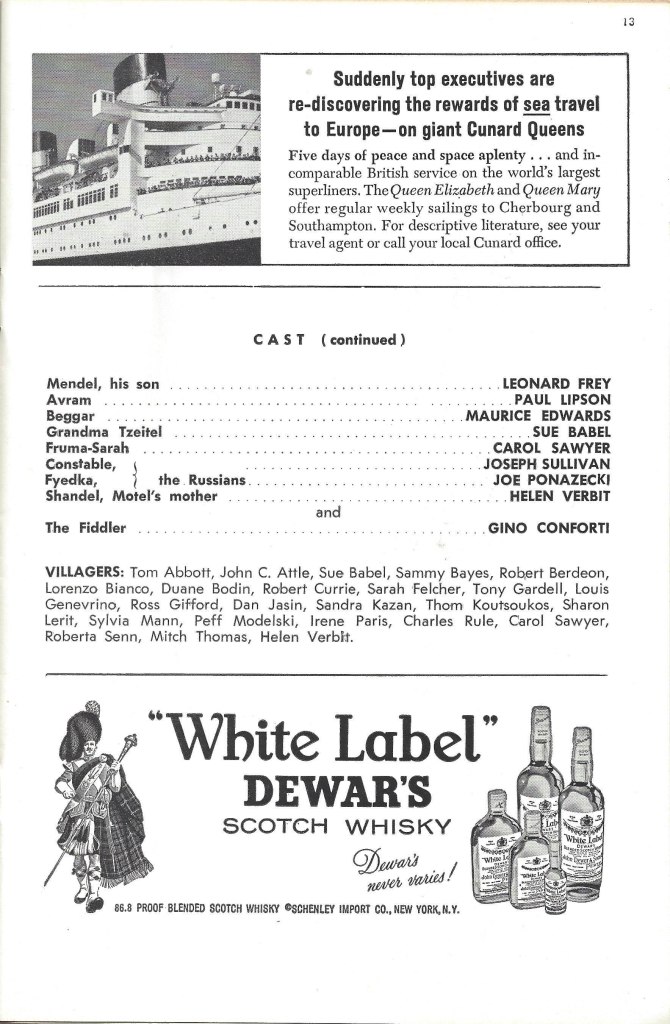 13
Suddenly top executives are
re-discovering the rewards of sea travel
to Europe—on giant Cunard Queens
Five days of peace and space aplenty . . . and in-
comparable British service on the world's largest
superliners. The Queen Elizabeth and Queen Mary
offer regular weekly sailings to Cherbourg and
Southampton. For descriptive literature, see your
travel agent or call your local Cunard office.
CAST (continued)
Mendel, his son ........................................ LEONARD FREY
Avram ........................................ PAUL LIPSON
Beggar ........................................ MAURICE EDWARDS
Grandma Tzeitel ........................................ SUE BABEL
Fruma-Sarah ........................................ CAROL SAWYER
Constable, ........................................ JOSEPH SULLIVAN
Fyedka, } the Russians ........................................ JOE PONAZECKI
Shandel, Motel's mother ........................................ HELEN VERBIT
and
The Fiddler ........................................ GINO CONFORTI
VILLAGERS: Tom Abbott, John C. Attle, Sue Babel, Sammy Bayes, Robert Berdeon,
Lorenzo Bianco, Duane Bodin, Robert Currie, Sarah Felcher, Tony Gardell, Louis
Genevrino, Ross Gifford, Dan Jasin, Sandra Kazan, Thom Koutsoukos, Sharon
Lerit, Sylvia Mann, Peff Modelski, Irene Paris, Charles Rule, Carol Sawyer,
Roberta Senn, Mitch Thomas, Helen Verbit.
"White Label"
DEWAR'S
SCOTCH WHISKY
Dewar's
never varies!
86.8 PROOF BLENDED SCOTCH WHISKY ©SCHENLEY IMPORT CO., NEW YORK, N.Y.